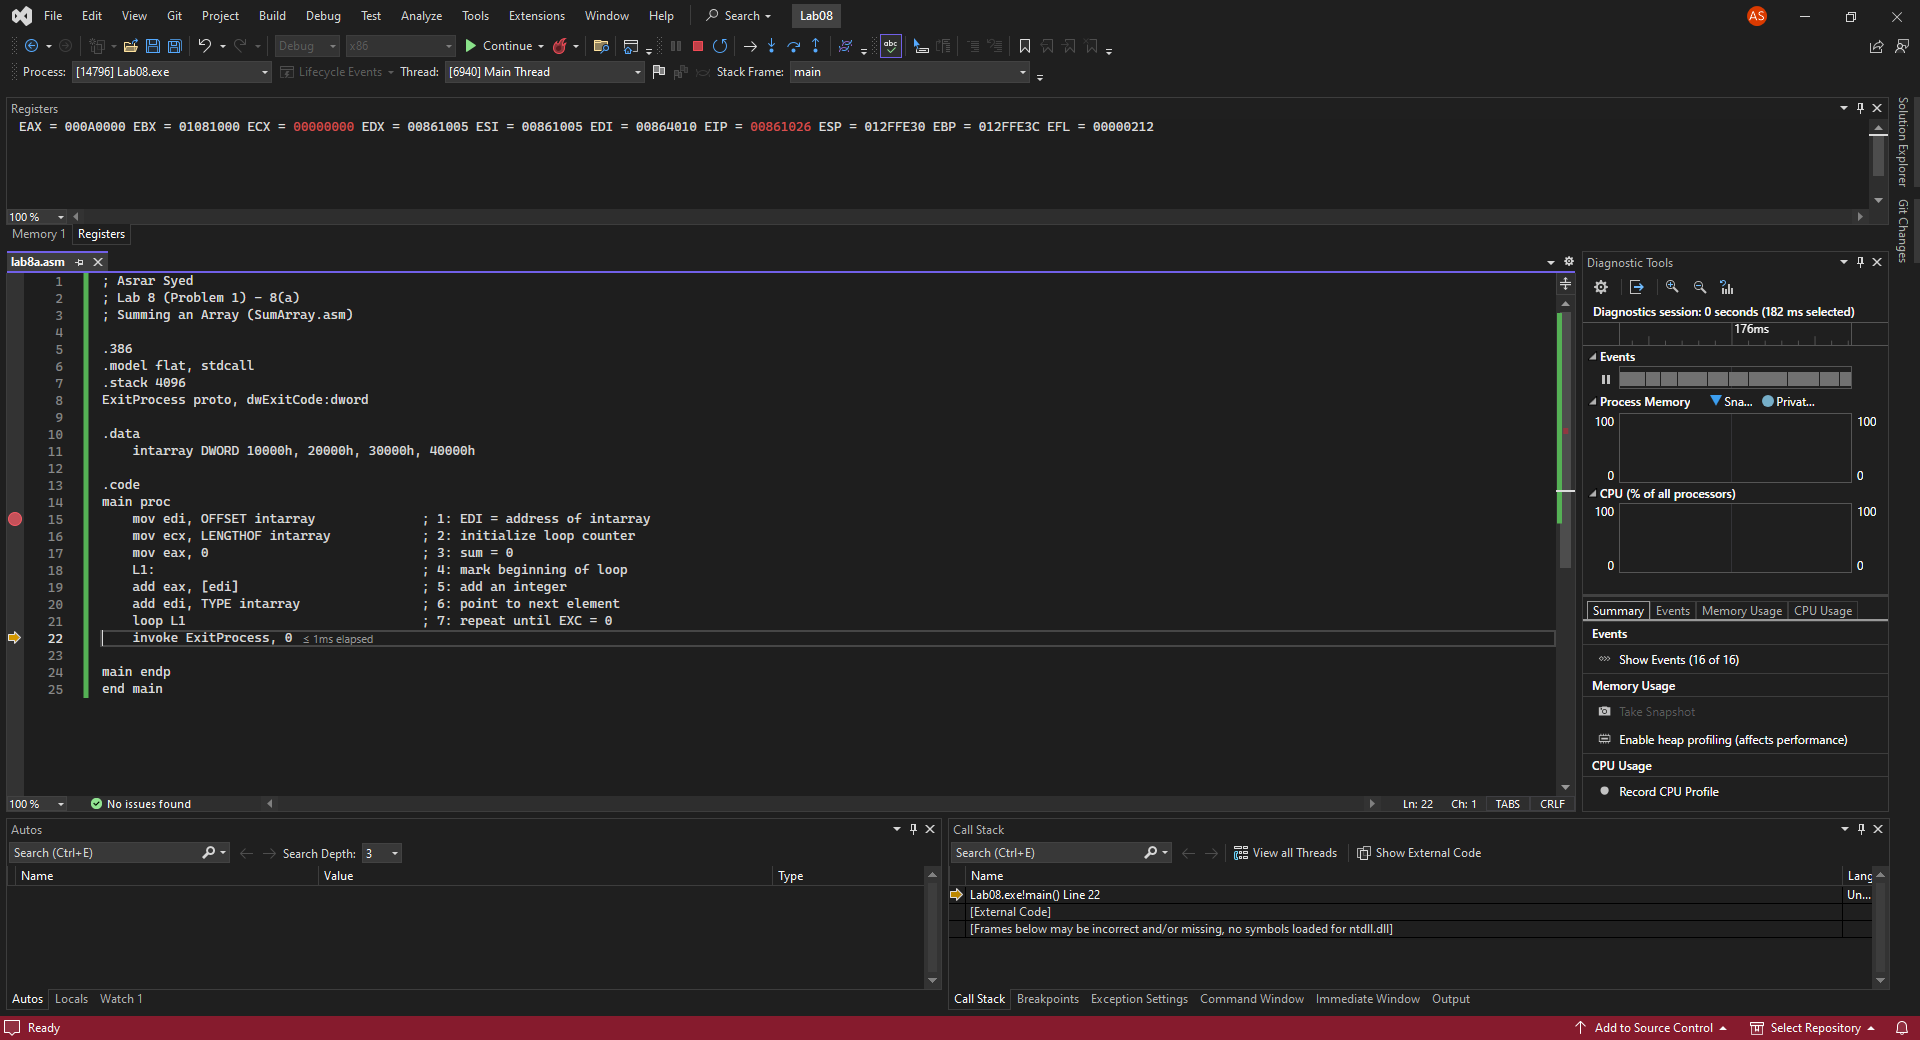 File Edit View Git Project Build Debug Test Analyze Tools Extensions Window Help Search Lab08 AS
Debug x86 Continue
Process: [14796] Lab08.exe Lifecycle Events Thread: [6940] Main Thread Stack Frame: main
Registers
EAX = 000A0000 EBX = 01081000 ECX = 00000000 EDX = 00861005 ESI = 00861005 EDI = 00864010 EIP = 00861026 ESP = 012FFE30 EBP = 012FFE3C EFL = 00000212
100 %
Memory 1 Registers
Solution Explorer
Git Changes
lab8a.asm
1 ; Asrar Syed
2 ; Lab 8 (Problem 1) - 8(a)
3 ; Summing an Array (SumArray.asm)
4
5 .386
6 .model flat, stdcall
7 .stack 4096
8 ExitProcess proto, dwExitCode:dword
9
10 .data
11 intarray DWORD 10000h, 20000h, 30000h, 40000h
12
13 .code
14 main proc
15 mov edi, OFFSET intarray ; 1: EDI = address of intarray
16 mov ecx, LENGTHOF intarray ; 2: initialize loop counter
17 mov eax, 0 ; 3: sum = 0
18 L1: ; 4: mark beginning of loop
19 add eax, [edi] ; 5: add an integer
20 add edi, TYPE intarray ; 6: point to next element
21 loop L1 ; 7: repeat until EXC = 0
22 invoke ExitProcess, 0 ≤ 1ms elapsed
23
24 main endp
25 end main
100 % No issues found Ln: 22 Ch: 1 TABS CRLF
Diagnostic Tools
Diagnostics session: 0 seconds (182 ms selected)
176ms
Events
Process Memory Sna... Privat...
100 100
0 0
CPU (% of all processors)
100 100
0 0
Summary Events Memory Usage CPU Usage
Events
Show Events (16 of 16)
Memory Usage
Take Snapshot
Enable heap profiling (affects performance)
CPU Usage
Record CPU Profile
Autos
Search (Ctrl+E) Search Depth: 3
Name Value Type
Autos Locals Watch 1
Call Stack
Search (Ctrl+E) View all Threads Show External Code
Name Lang
Lab08.exe!main() Line 22 Un...
[External Code]
[Frames below may be incorrect and/or missing, no symbols loaded for ntdll.dll]
Call Stack Breakpoints Exception Settings Command Window Immediate Window Output
Ready Add to Source Control Select Repository